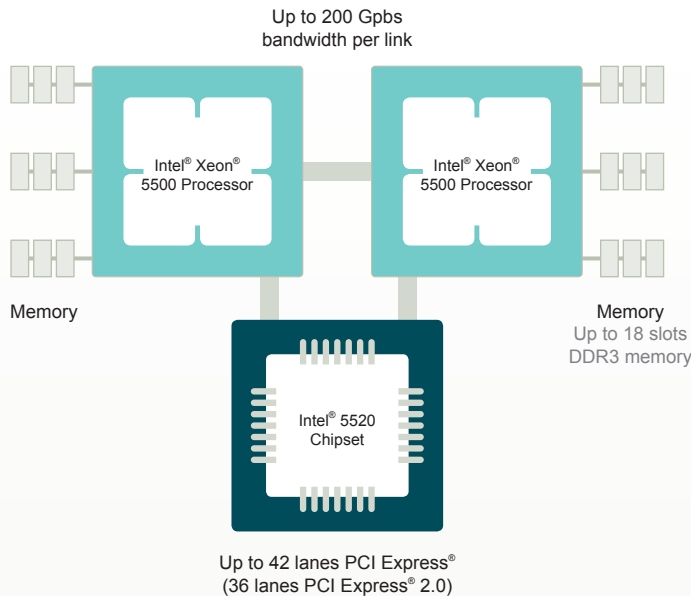 Up to 200 Gpbs
bandwidth per link
Intel® Xeon®
5500 Processor
Intel® Xeon®
5500 Processor
Memory
Memory
Up to 18 slots
DDR3 memory
Intel® 5520
Chipset
Up to 42 lanes PCI Express®
(36 lanes PCI Express® 2.0)